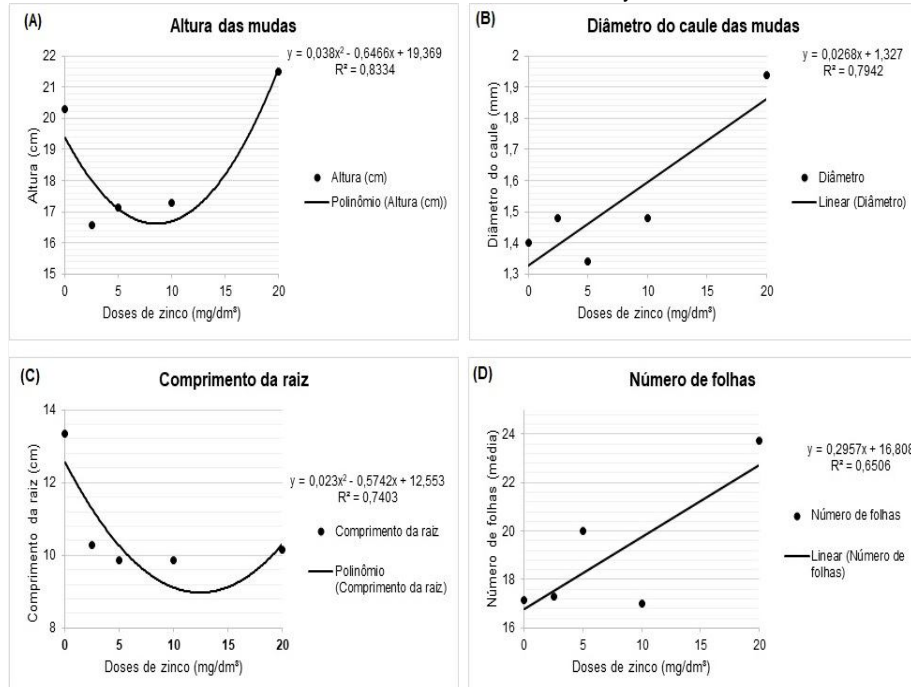 (A)
Altura das mudas
y = 0,038x² - 0,6466x + 19,369
R² = 0,8334
22
21
20
19
18
17
16
15
Altura (cm)
Altura (cm)
Polinômio (Altura (cm))
0 5 10 15 20
Doses de zinco (mg/dm³)
(B)
Diâmetro do caule das mudas
y = 0,0268x + 1,327
R² = 0,7942
2
1,9
1,8
1,7
1,6
1,5
1,4
1,3
Diâmetro do caule (mm)
Diâmetro
Linear (Diâmetro)
0 5 10 15 20
Doses de zinco (mg/dm³)
(C)
Comprimento da raiz
14
12
10
8
Comprimento da raiz (cm)
y = 0,023x² - 0,5742x + 12,553
R² = 0,7403
Comprimento da raiz
Polinômio
(Comprimento da raiz)
0 5 10 15 20
Doses de zinco (mg/dm³)
(D)
Número de folhas
24
22
20
18
16
Número de folhas (média)
y = 0,2957x + 16,808
R² = 0,6506
Número de folhas
Linear (Número de
folhas)
0 5 10 15 20
Doses de zinco (mg/dm³)